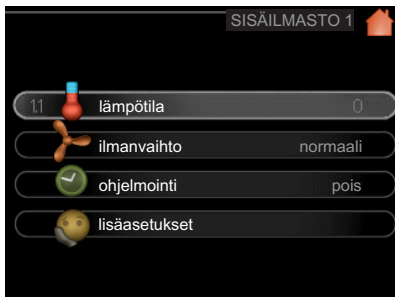 SISÄILMASTO 1
1.1 lämpötila 0
ilmanvaihto normaali
ohjelmointi pois
lisäasetukset